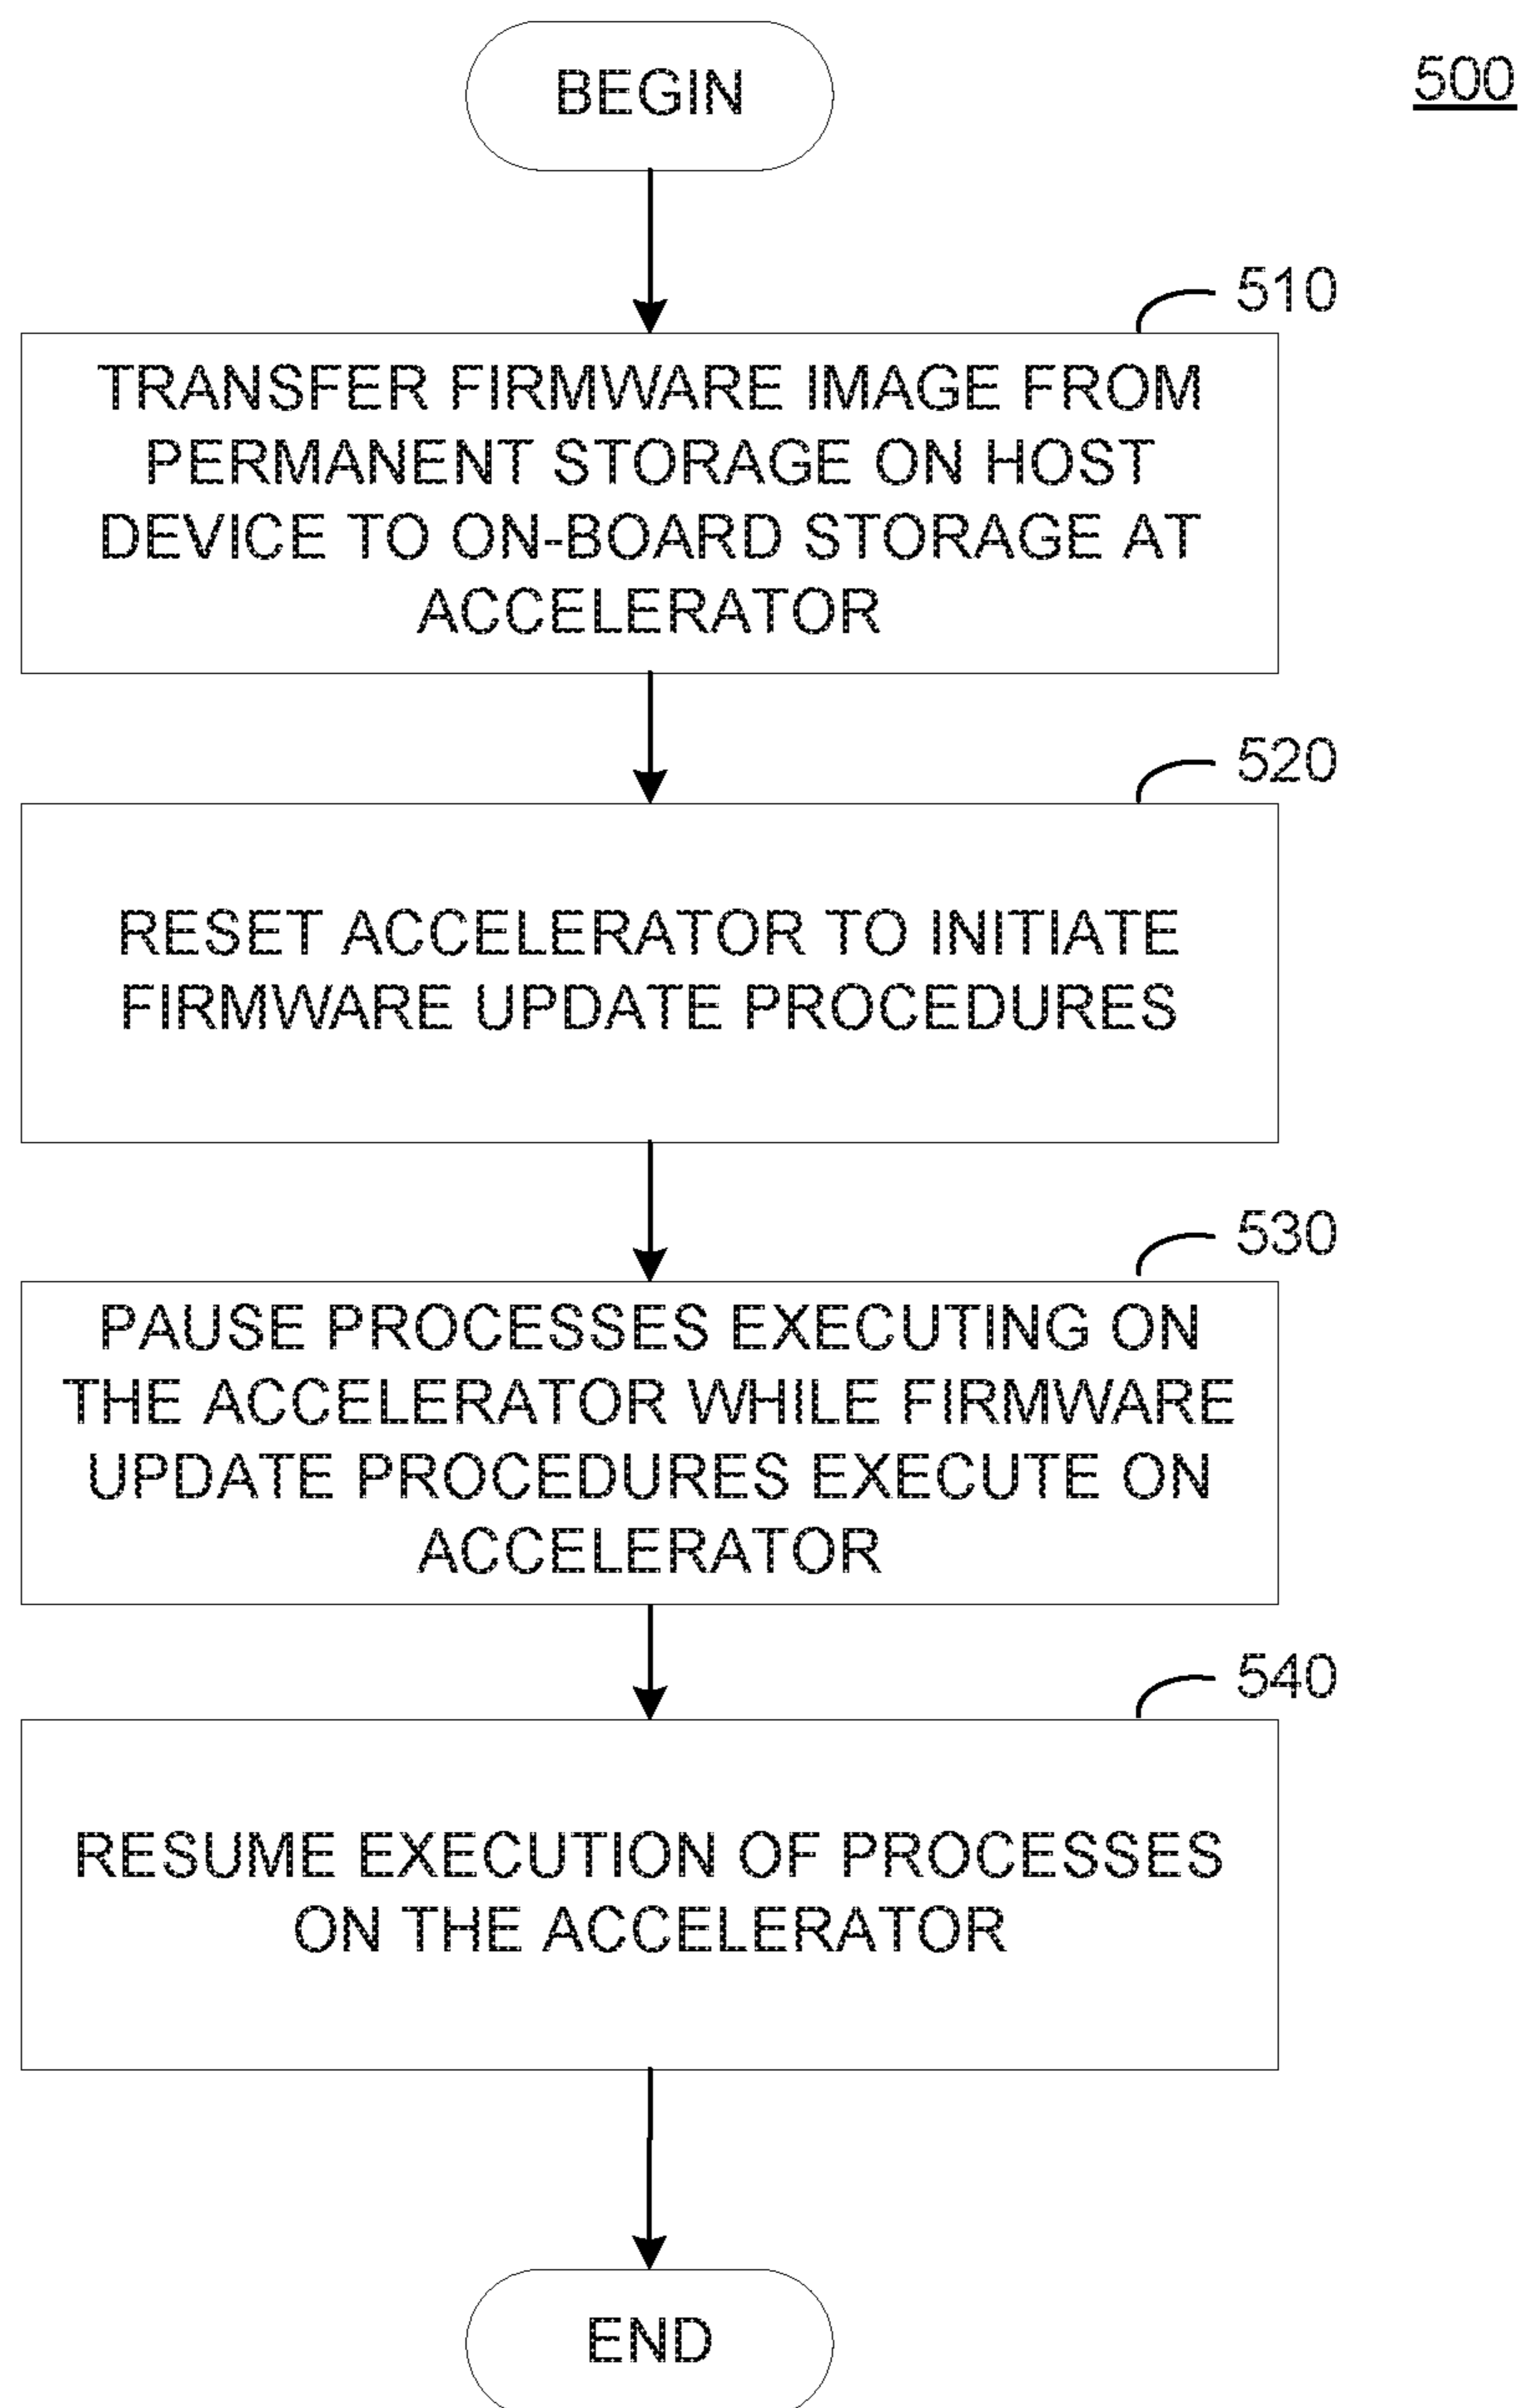 BEGIN
500
510
TRANSFER FIRMWARE IMAGE FROM
PERMANENT STORAGE ON HOST
DEVICE TO ON-BOARD STORAGE AT
ACCELERATOR
520
RESET ACCELERATOR TO INITIATE
FIRMWARE UPDATE PROCEDURES
530
PAUSE PROCESSES EXECUTING ON
THE ACCELERATOR WHILE FIRMWARE
UPDATE PROCEDURES EXECUTE ON
ACCELERATOR
540
RESUME EXECUTION OF PROCESSES
ON THE ACCELERATOR
END